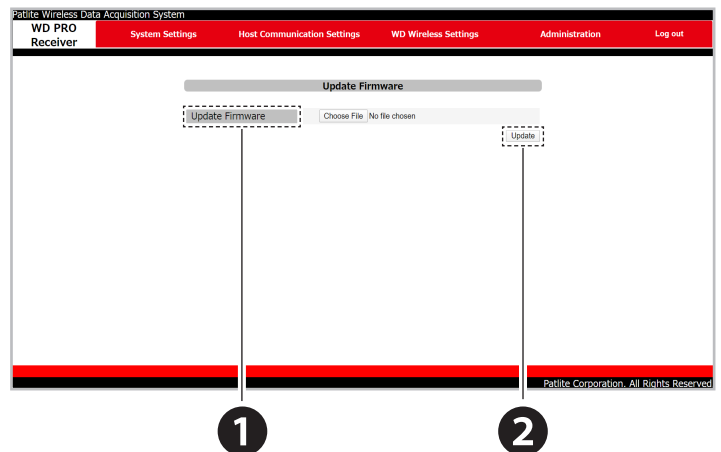 Patlite Wireless Data Acquisition System
WD PRO
Receiver
System Settings
Host Communication Settings
WD Wireless Settings
Administration
Log out
Update Firmware
Update Firmware
Choose File No file chosen
Update
Patlite Corporation. All Rights Reserved
1
2